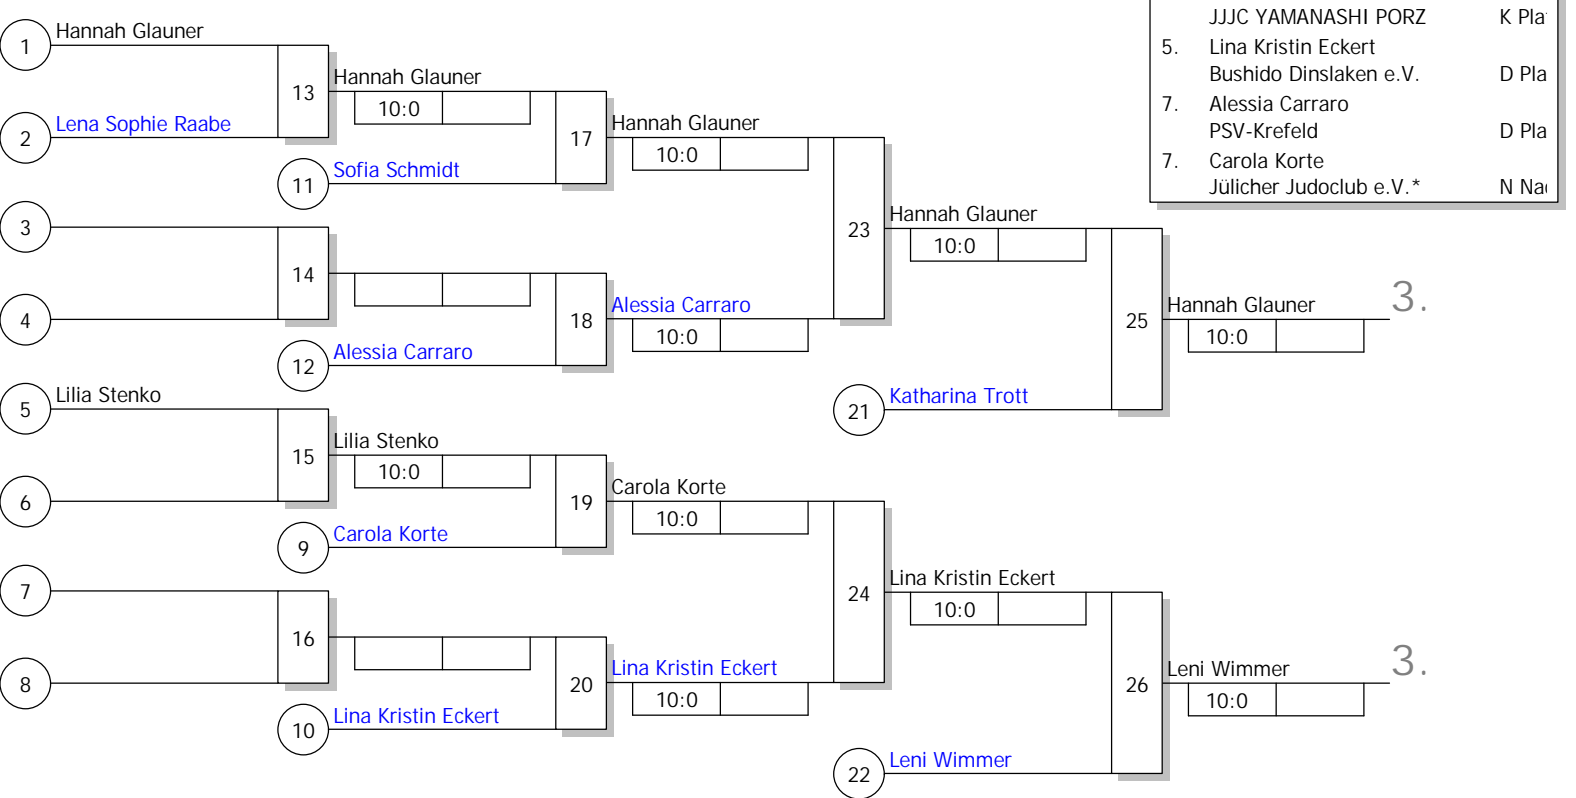 JJJC YAMANASHI PORZ K Pla
5. Lina Kristin Eckert
Bushido Dinslaken e.V. D Pla
7. Alessia Carraro
PSV-Krefeld D Pla
7. Carola Korte
Jülicher Judoclub e.V.* N Na
1 Hannah Glauner
2 Lena Sophie Raabe
13 Hannah Glauner
10:0
11 Sofia Schmidt
17 Hannah Glauner
10:0
3
4
14
12 Alessia Carraro
18 Alessia Carraro
10:0
23 Hannah Glauner
10:0
21 Katharina Trott
25 Hannah Glauner 3.
10:0
5 Lilia Stenko
6
15 Lilia Stenko
10:0
9 Carola Korte
19 Carola Korte
10:0
7
8
16
10 Lina Kristin Eckert
20 Lina Kristin Eckert
10:0
24 Lina Kristin Eckert
10:0
22 Leni Wimmer
26 Leni Wimmer 3.
10:0